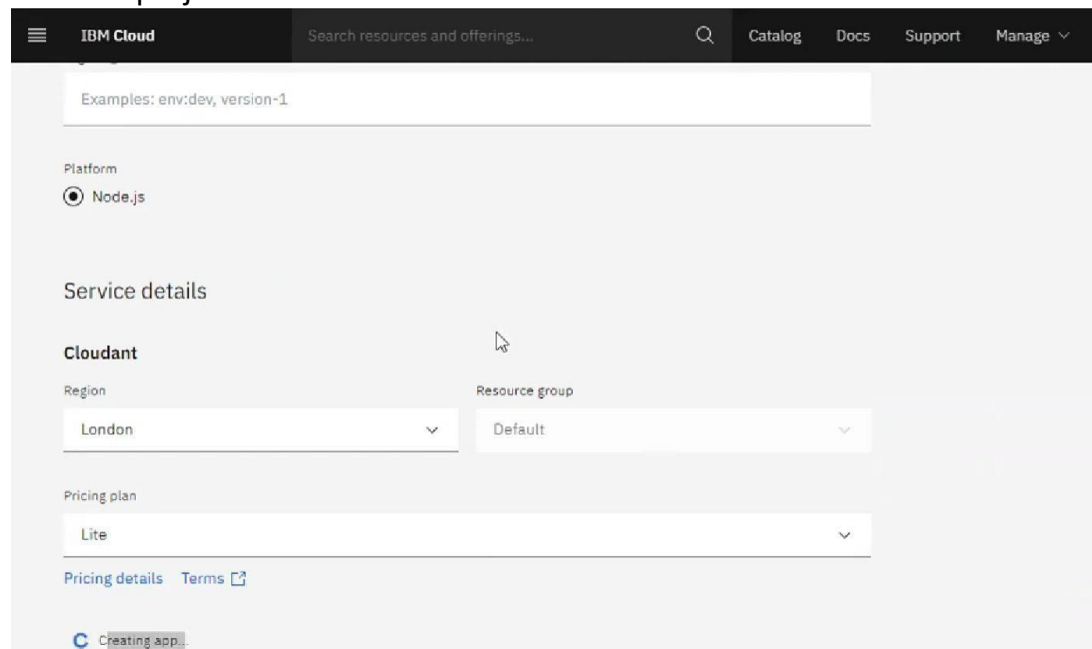 IBM Cloud Search resources and offerings... Catalog Docs Support Manage
Examples: env:dev, version-1
Platform
Node.js
Service details
Cloudant
Region Resource group
London Default
Pricing plan
Lite
Pricing details Terms
Creating app...